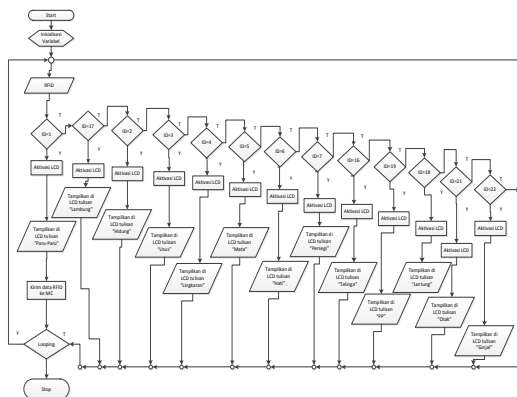 Start
Inisialisasi
Variabel
RFID
ID=1
ID=17
ID=2
ID=3
ID=4
ID=5
ID=6
ID=7
ID=16
ID=19
ID=18
ID=21
ID=22
T
T
T
T
T
T
T
T
T
T
T
T
T
Y
Y
Y
Y
Y
Y
Y
Y
Y
Y
Y
Y
Y
Aktivasi LCD
Aktivasi LCD
Aktivasi LCD
Aktivasi LCD
Aktivasi LCD
Aktivasi LCD
Aktivasi LCD
Aktivasi LCD
Aktivasi LCD
Aktivasi LCD
Aktivasi LCD
Aktivasi LCD
Aktivasi LCD
Tampilkan di
LCD tulisan
"Paru-Paru"
Tampilkan di
LCD tulisan
"Lambung"
Tampilkan di
LCD tulisan
"Hidung"
Tampilkan di
LCD tulisan
"Usus"
Tampilkan di
LCD tulisan
"Lingkaran"
Tampilkan di
LCD tulisan
"Mata"
Tampilkan di
LCD tulisan
"Hati"
Tampilkan di
LCD tulisan
"Persegi"
Tampilkan di
LCD tulisan
"Telinga"
Tampilkan di
LCD tulisan
"PP"
Tampilkan di
LCD tulisan
"Jantung"
Tampilkan di
LCD tulisan
"Otak"
Tampilkan di
LCD tulisan
"Ginjal"
Kirim data RFID
ke MC
Y
Looping
T
Stop